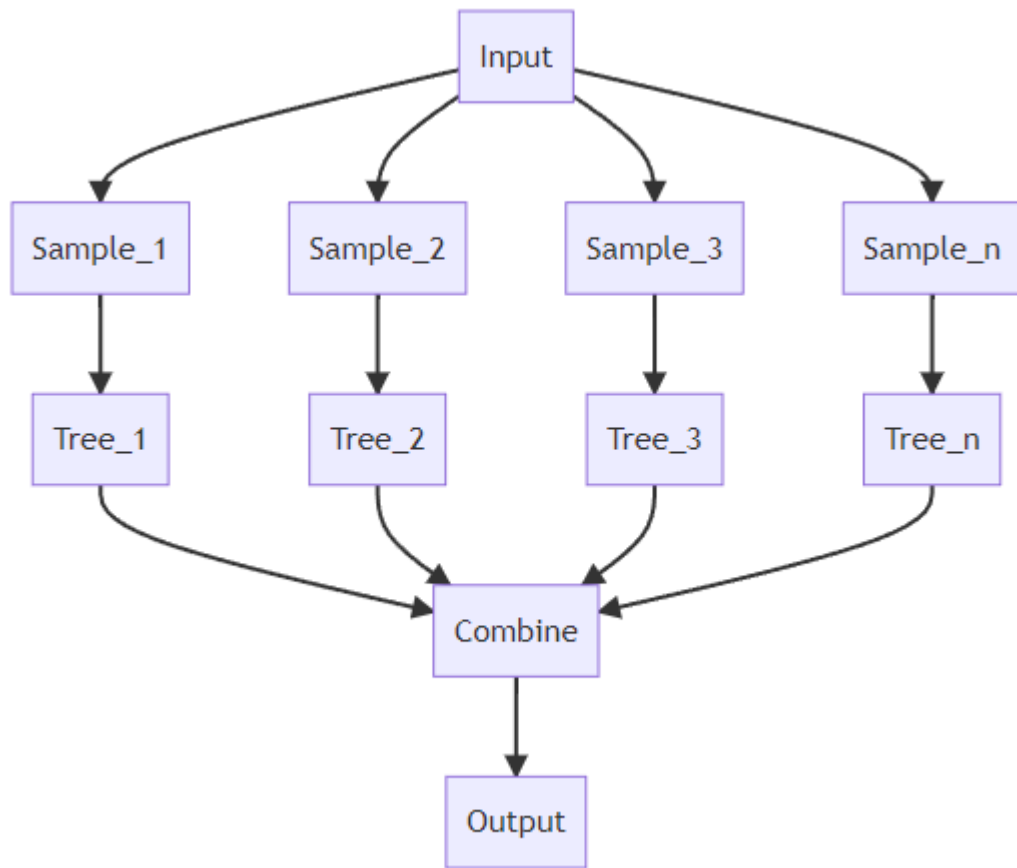 Input
Sample_1
Sample_2
Sample_3
Sample_n
Tree_1
Tree_2
Tree_3
Tree_n
Combine
Output